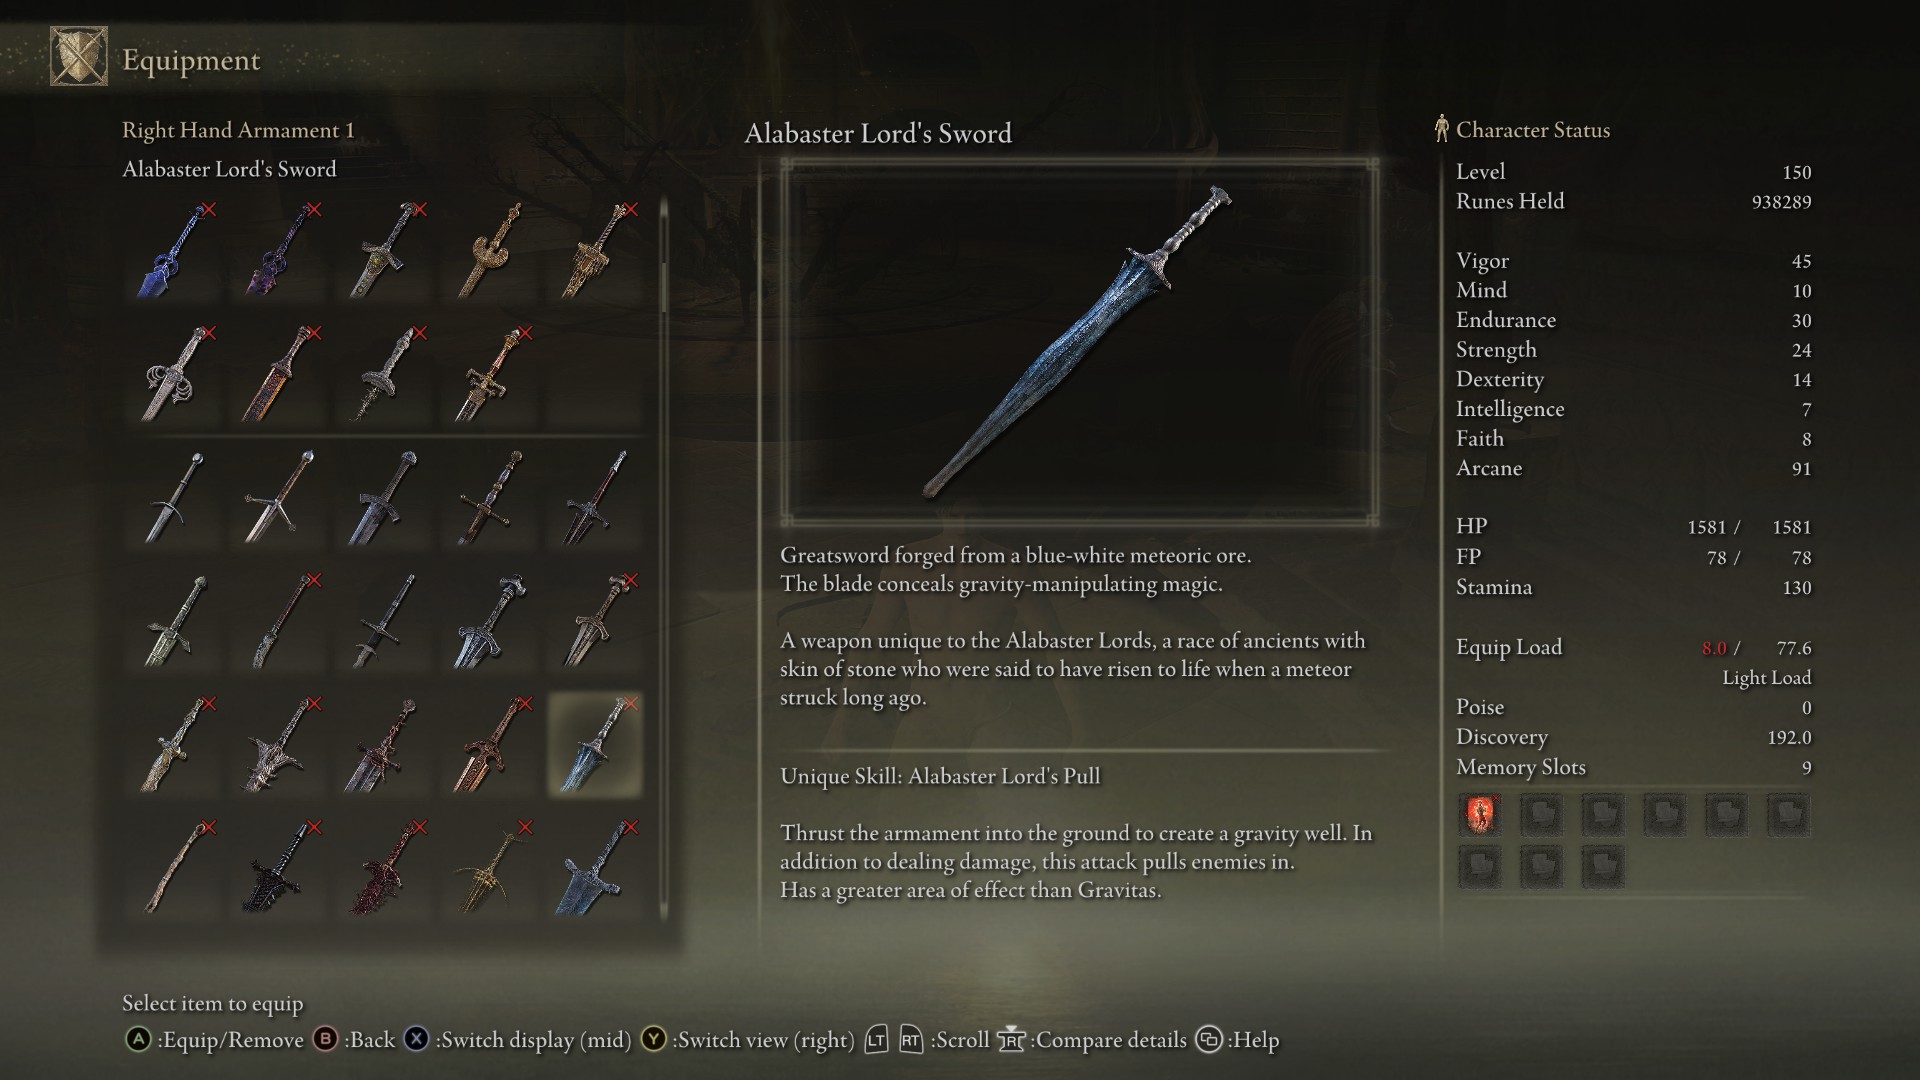 Equipment
Right Hand Armament 1
Alabaster Lord's Sword
Alabaster Lord's Sword
Greatsword forged from a blue-white meteoric ore.
The blade conceals gravity-manipulating magic.
A weapon unique to the Alabaster Lords, a race of ancients with
skin of stone who were said to have risen to life when a meteor
struck long ago.
Unique Skill: Alabaster Lord's Pull
Thrust the armament into the ground to create a gravity well. In
addition to dealing damage, this attack pulls enemies in.
Has a greater area of effect than Gravitas.
Character Status
Level 150
Runes Held 938289
Vigor 45
Mind 10
Endurance 30
Strength 24
Dexterity 14
Intelligence 7
Faith 8
Arcane 91
HP 1581 / 1581
FP 78 / 78
Stamina 130
Equip Load 8.0 / 77.6
Light Load
Poise 0
Discovery 192.0
Memory Slots 9
Select item to equip
A :Equip/Remove B :Back X :Switch display (mid) Y :Switch view (right) LT RT :Scroll R :Compare details :Help